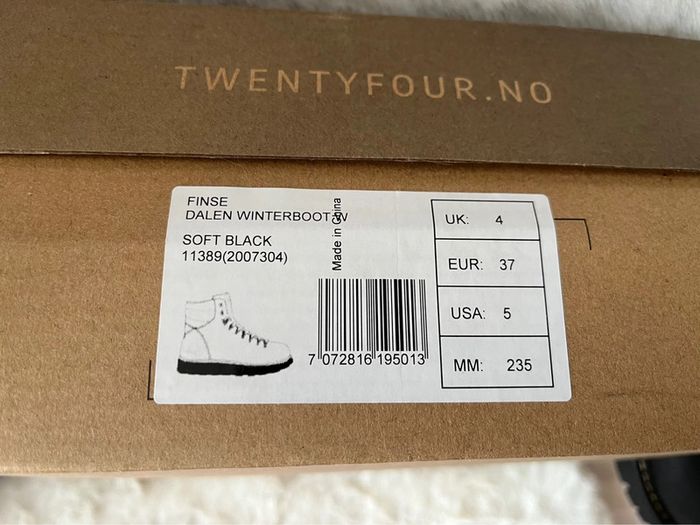 TWENTYFOUR.NO
FINSE
DALEN WINTERBOOT W
SOFT BLACK
11389(2007304)
Made in China
7 072816 195013
UK: 4
EUR: 37
USA: 5
MM: 235